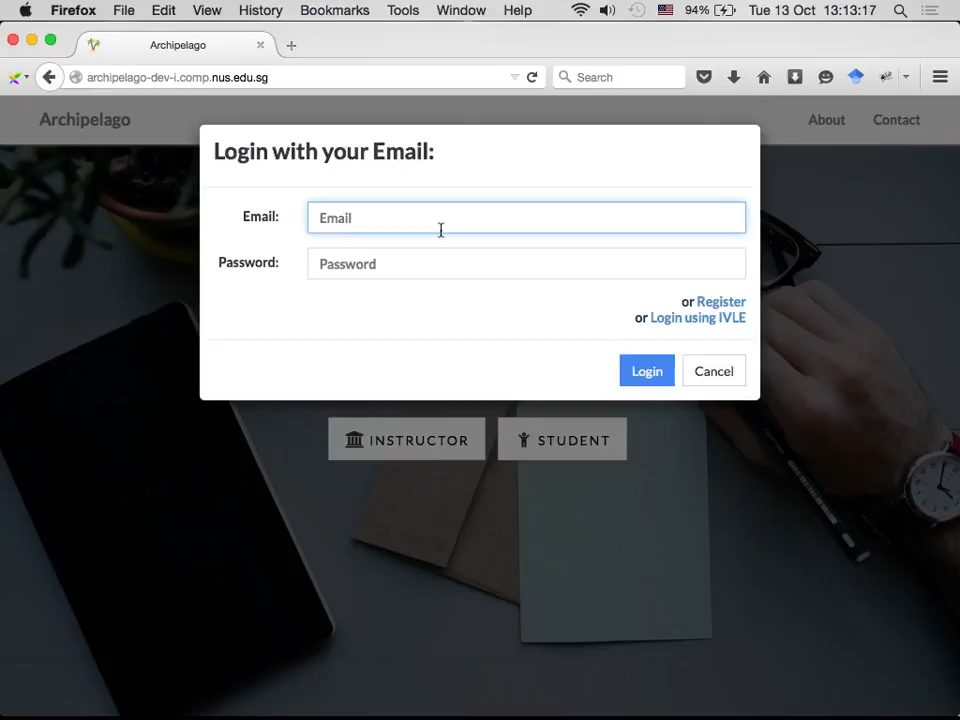 Firefox File Edit View History Bookmarks Tools Window Help 94% Tue 13 Oct 13:13:17
Archipelago
archipelago-dev-i.comp.nus.edu.sg Search
Archipelago About Contact
Login with your Email:
Email: Email
Password: Password
or Register
or Login using IVLE
Login Cancel
INSTRUCTOR STUDENT